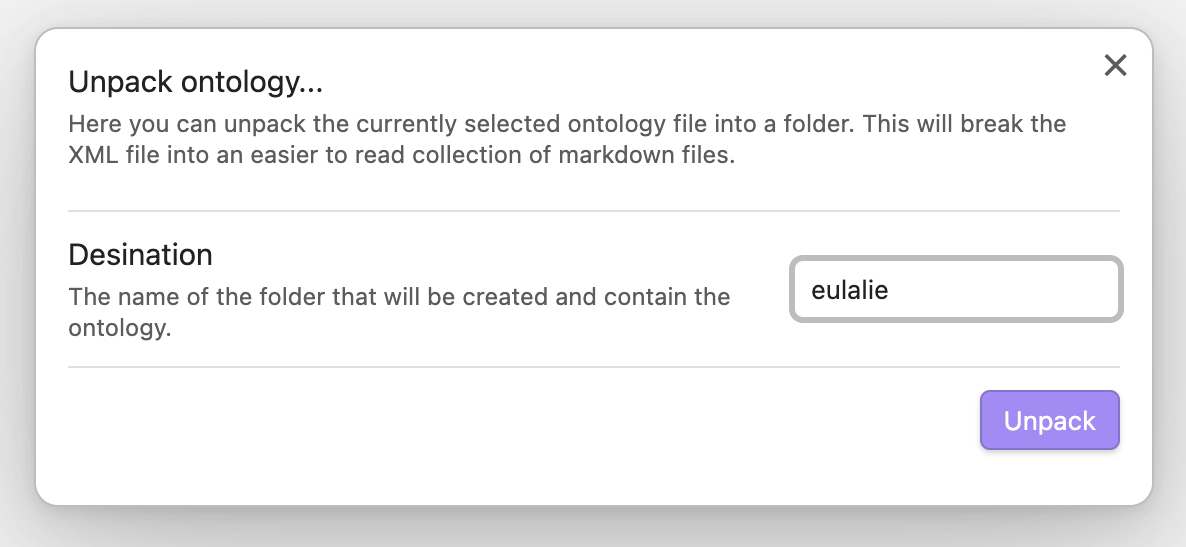 Unpack ontology...
Here you can unpack the currently selected ontology file into a folder. This will break the
XML file into an easier to read collection of markdown files.
Desination
The name of the folder that will be created and contain the
ontology.
eulalie
Unpack